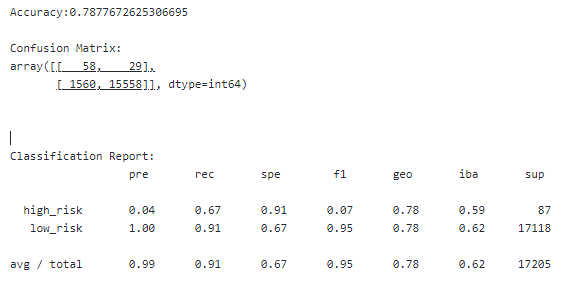 Accuracy:0.7877672625306695
Confusion Matrix:
array([[   58,    29],
       [ 1560, 15558]], dtype=int64)
Classification Report:
                  pre       rec       spe        f1       geo       iba       sup
  high_risk      0.04      0.67      0.91      0.07      0.78      0.59        87
   low_risk      1.00      0.91      0.67      0.95      0.78      0.62     17118
avg / total      0.99      0.91      0.67      0.95      0.78      0.62     17205